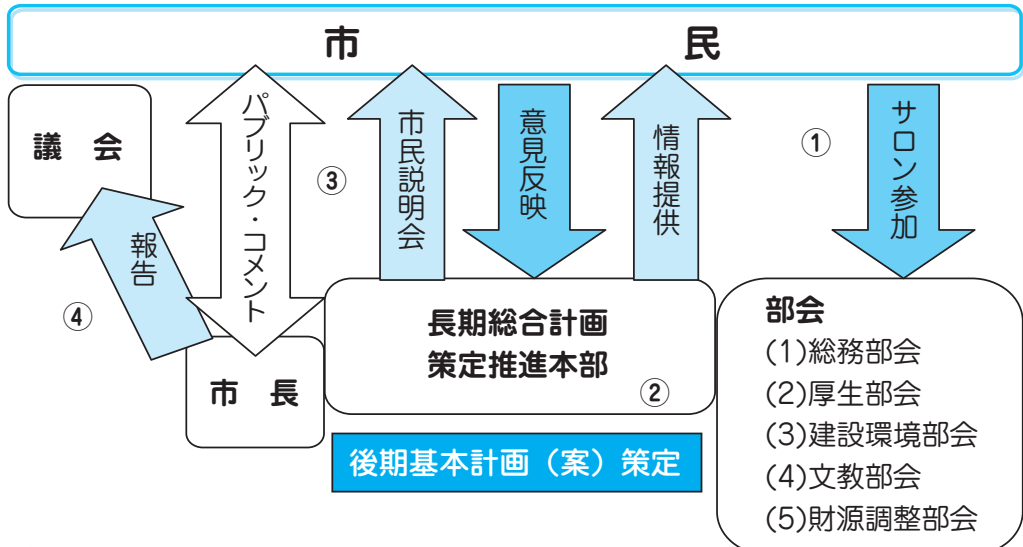 市　民
議　会
パブリック・コメント
③
市民説明会
意見反映
情報提供
①
サロン参加
報告
④
市　長
長期総合計画
策定推進本部
②
後期基本計画（案）策定
部会
(1)総務部会
(2)厚生部会
(3)建設環境部会
(4)文教部会
(5)財源調整部会